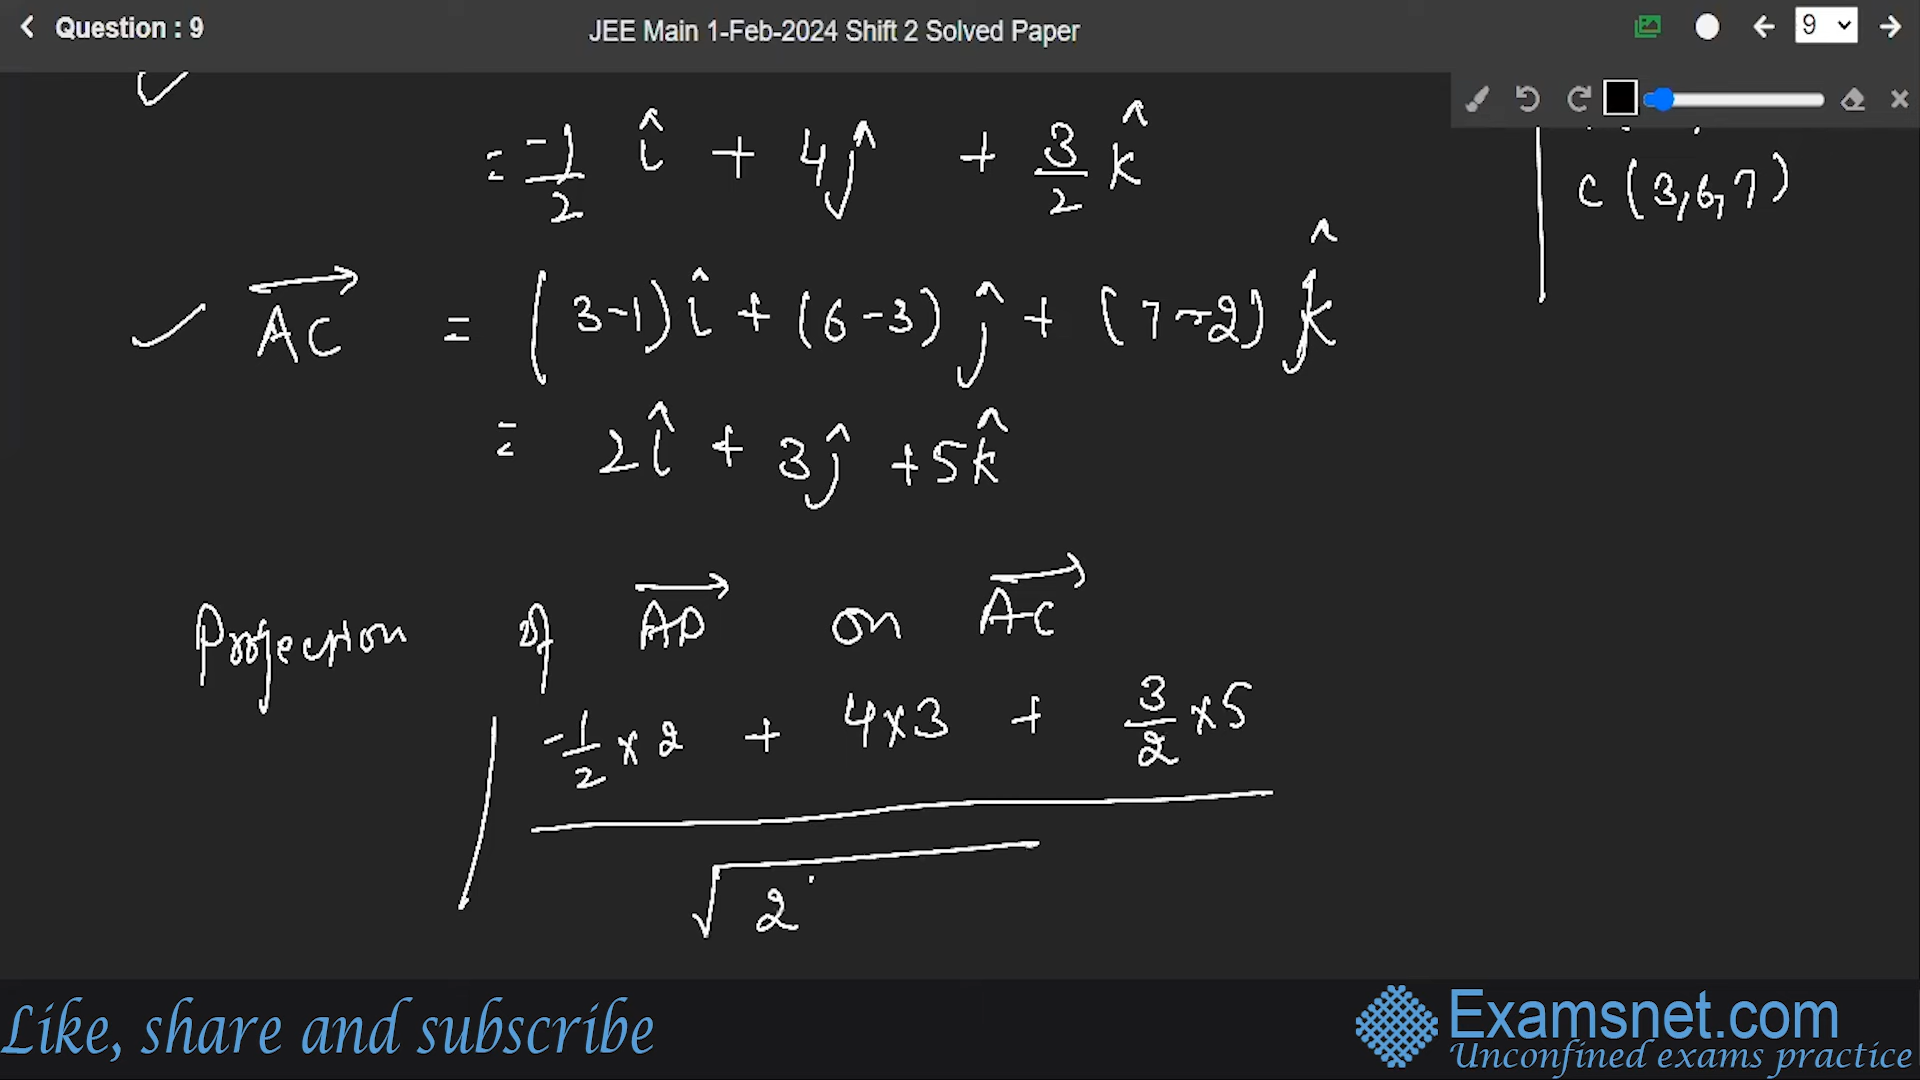 Question : 9
JEE Main 1-Feb-2024 Shift 2 Solved Paper
9
= -1/2 î + 4ĵ + 3/2 k̂
C (3,6,7)
AC = (3-1)î + (6-3)ĵ + (7-2)k̂
= 2î + 3ĵ + 5k̂
Projection of AD on AC
-1/2 × 2 + 4×3 + 3/2 × 5
√2
Like, share and subscribe
Examsnet.com
Unconfined exams practice